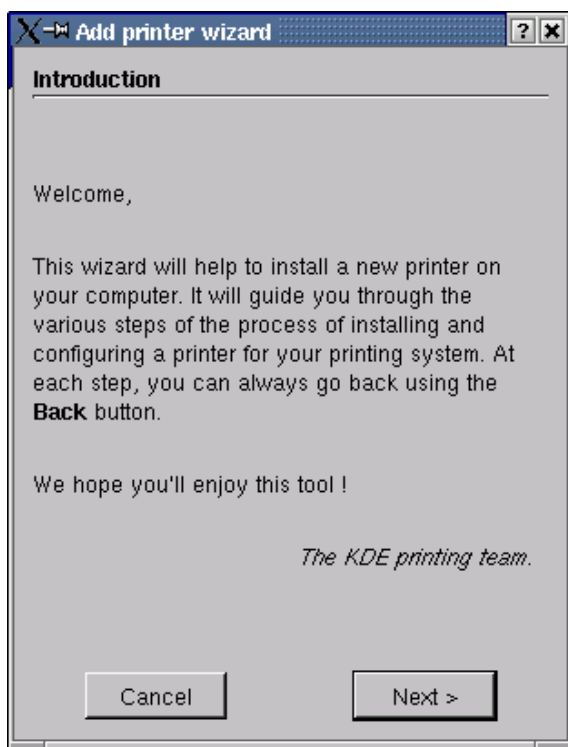 Add printer wizard
Introduction
Welcome,
This wizard will help to install a new printer on
your computer. It will guide you through the
various steps of the process of installing and
configuring a printer for your printing system. At
each step, you can always go back using the
Back button.
We hope you'll enjoy this tool !
The KDE printing team.
Cancel
Next >